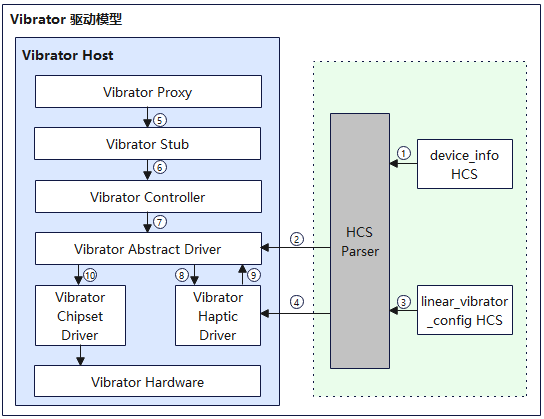 Vibrator 驱动模型
Vibrator Host
Vibrator Proxy
⑤
Vibrator Stub
⑥
Vibrator Controller
⑦
Vibrator Abstract Driver
⑩
⑧
⑨
Vibrator
Chipset
Driver
Vibrator
Haptic
Driver
Vibrator Hardware
②
④
HCS
Parser
①
device_info
HCS
③
linear_vibrator
_config HCS